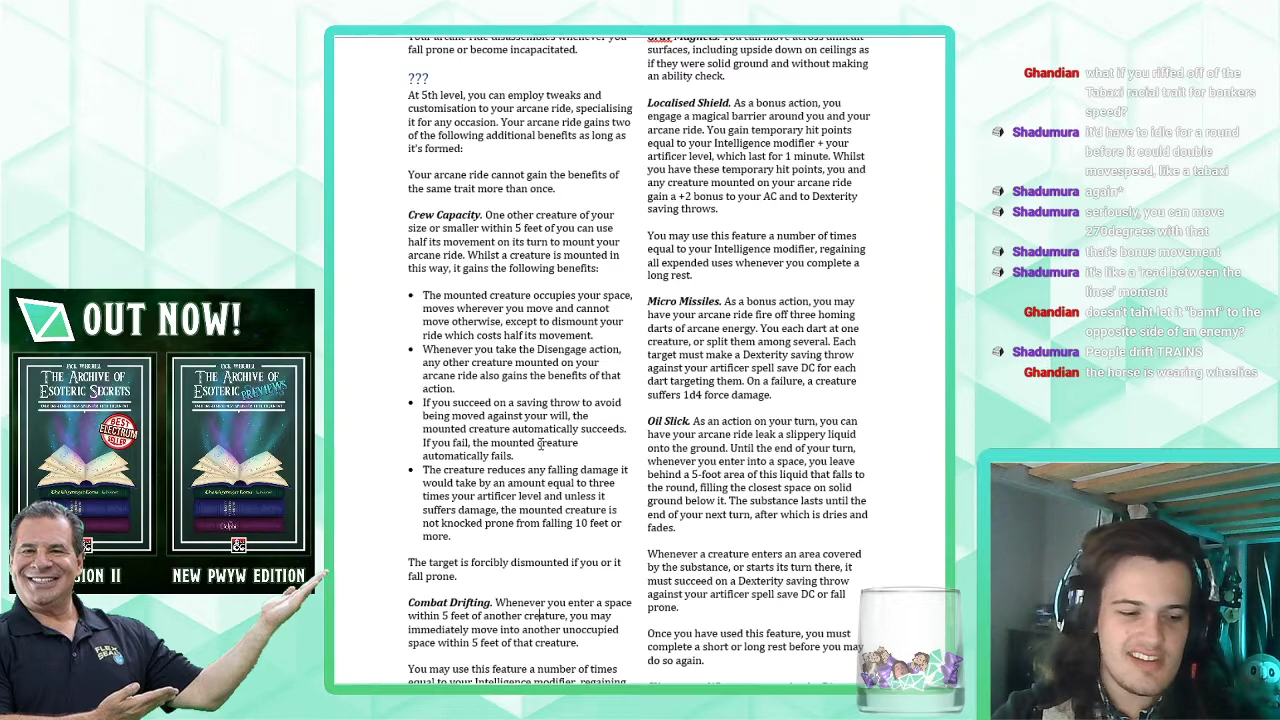 Your arcane ride disassembles whenever you
fall prone or become incapacitated.
???
At 5th level, you can employ tweaks and
customisation to your arcane ride, specialising
it for any occasion. Your arcane ride gains two
of the following additional benefits as long as
it's formed:
Your arcane ride cannot gain the benefits of
the same trait more than once.
Crew Capacity. One other creature of your
size or smaller within 5 feet of you can use
half its movement on its turn to mount your
arcane ride. Whilst a creature is mounted in
this way, it gains the following benefits:
• The mounted creature occupies your space,
moves wherever you move and cannot
move otherwise, except to dismount your
ride which costs half its movement.
• Whenever you take the Disengage action,
any other creature mounted on your
arcane ride also gains the benefits of that
action.
• If you succeed on a saving throw to avoid
being moved against your will, the
mounted creature automatically succeeds.
If you fail, the mounted creature
automatically fails.
• The creature reduces any falling damage it
would take by an amount equal to three
times your artificer level and unless it
suffers damage, the mounted creature is
not knocked prone from falling 10 feet or
more.
The target is forcibly dismounted if you or it
fall prone.
Combat Drifting. Whenever you enter a space
within 5 feet of another creature, you may
immediately move into another unoccupied
space within 5 feet of that creature.
You may use this feature a number of times
equal to your Intelligence modifier, regaining
Grav Magnets. You can move across difficult
surfaces, including upside down on ceilings as
if they were solid ground and without making
an ability check.
Localised Shield. As a bonus action, you
engage a magical barrier around you and your
arcane ride. You gain temporary hit points
equal to your Intelligence modifier + your
artificer level, which last for 1 minute. Whilst
you have these temporary hit points, you and
any creature mounted on your arcane ride
gain a +2 bonus to your AC and to Dexterity
saving throws.
You may use this feature a number of times
equal to your Intelligence modifier, regaining
all expended uses whenever you complete a
long rest.
Micro Missiles. As a bonus action, you may
have your arcane ride fire off three homing
darts of arcane energy. You each dart at one
creature, or split them among several. Each
target must make a Dexterity saving throw
against your artificer spell save DC for each
dart targeting them. On a failure, a creature
suffers 1d4 force damage.
Oil Slick. As an action on your turn, you can
have your arcane ride leak a slippery liquid
onto the ground. Until the end of your turn,
whenever you enter into a space, you leave
behind a 5-foot area of this liquid that falls to
the round, filling the closest space on solid
ground below it. The substance lasts until the
end of your next turn, after which is dries and
fades.
Whenever a creature enters an area covered
by the substance, or starts its turn there, it
must succeed on a Dexterity saving throw
against your artificer spell save DC or fall
prone.
Once you have used this feature, you must
complete a short or long rest before you may
do so again.
Ghandian what if you riffed off of the
Tabaxi racial trait for bonkers
speed?
Shadumura it'd have to idle for a round
before it could double
movespeed, like a tabaxi
Shadumura again*
Shadumura seriously, you can move
270degrees with that
Shadumura that's bonus movement
Shadumura it's like a 'read between the
lines' moment
Ghandian doesn't taht let it "bamf" to the
opposite side of an enemy?
Shadumura People drift TRAINS
Ghandian the horse is wearing wheelies
OUT NOW!
THE ARCHIVE OF
ESOTERIC SECRETS
BEST
ELECTRUM
SELLER
THE ARCHIVE OF
ESOTERIC PREVIEWS
ION II
NEW PWYW EDITION
FLEX
SEAL